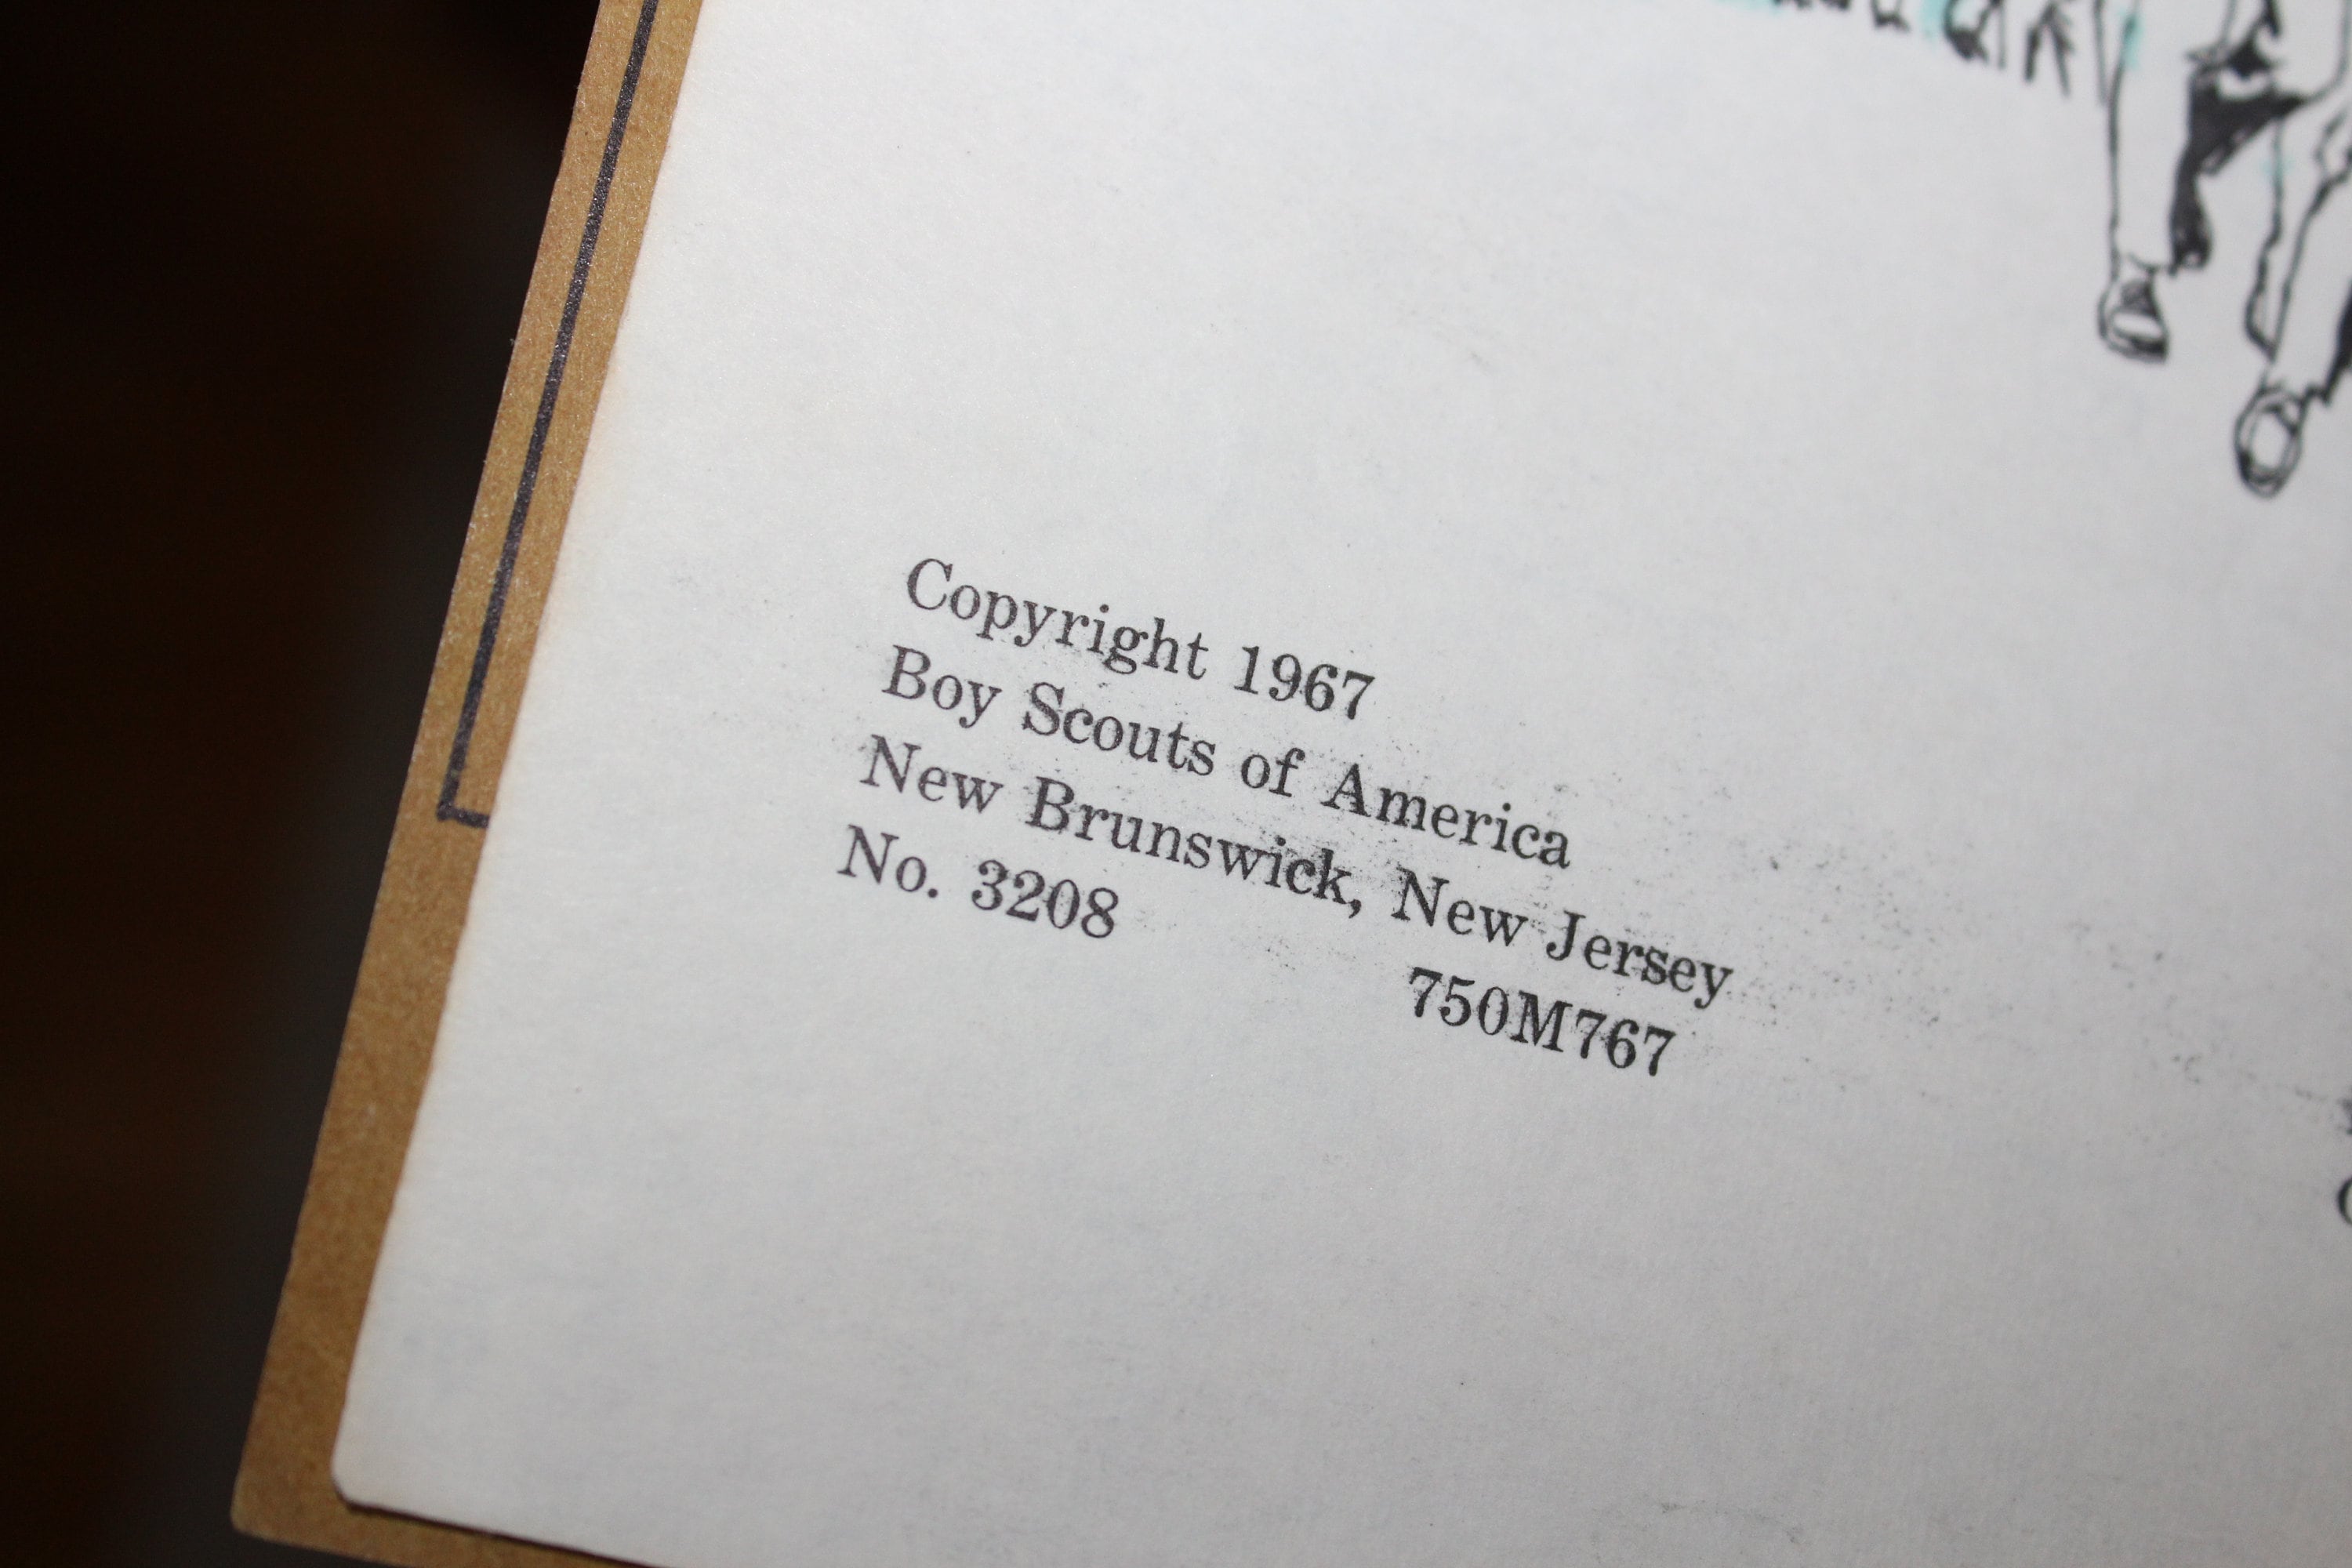 Copyright 1967
Boy Scouts of America
New Brunswick, New Jersey
No. 3208
750M767